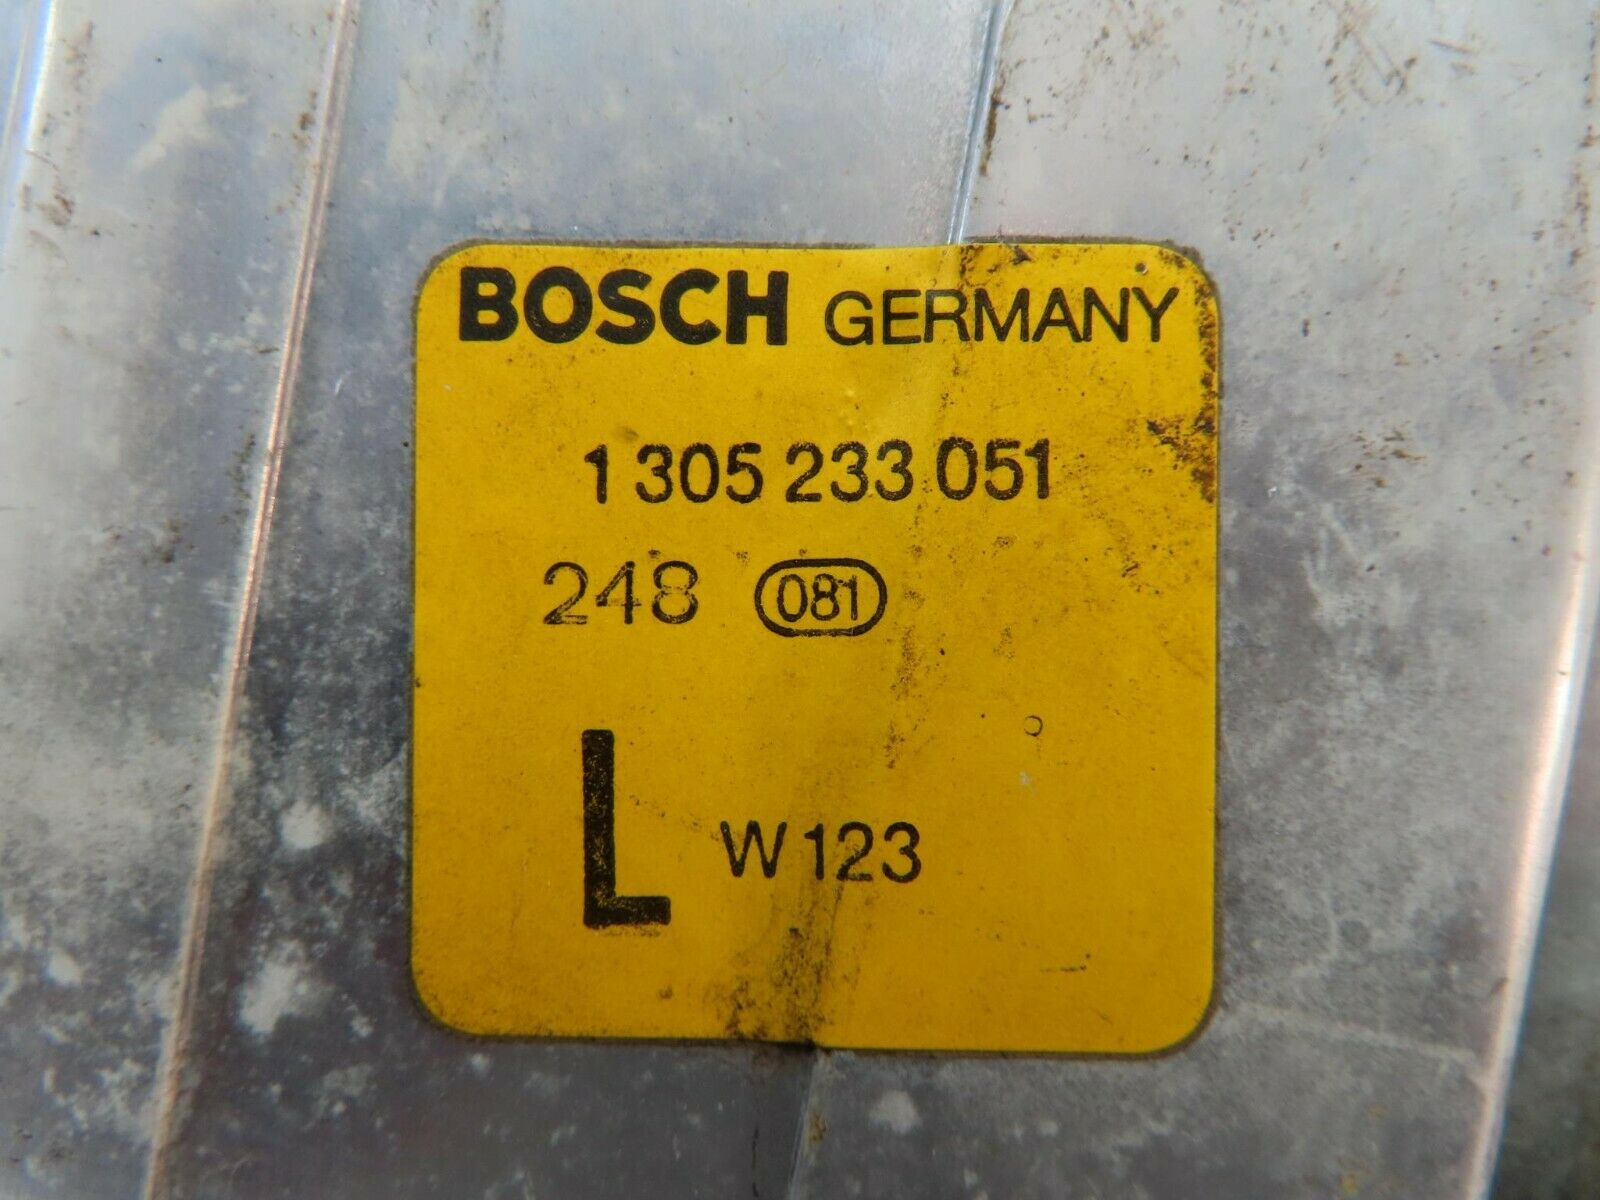 BOSCH GERMANY
1 305 233 051
248 081
L W123